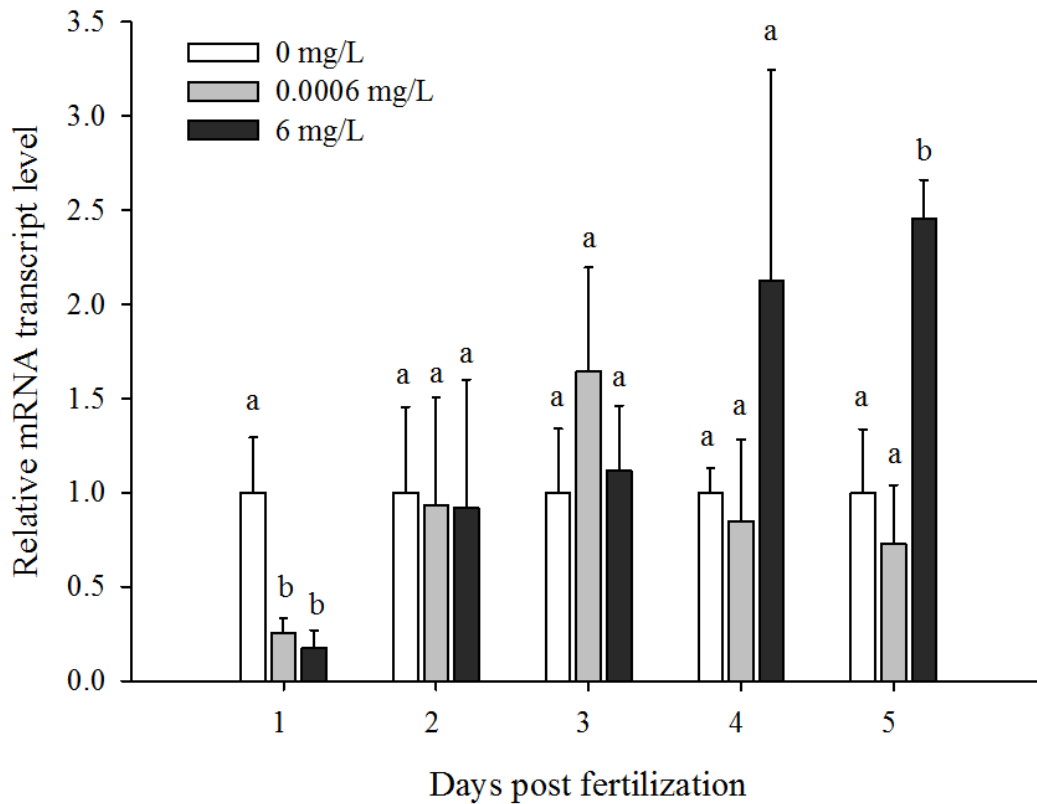 3.5
3.0
2.5
2.0
1.5
1.0
0.5
0.0
Relative mRNA transcript level
0 mg/L
0.0006 mg/L
6 mg/L
a b b
a a a
a a a
a a a
a a b
1 2 3 4 5
Days post fertilization